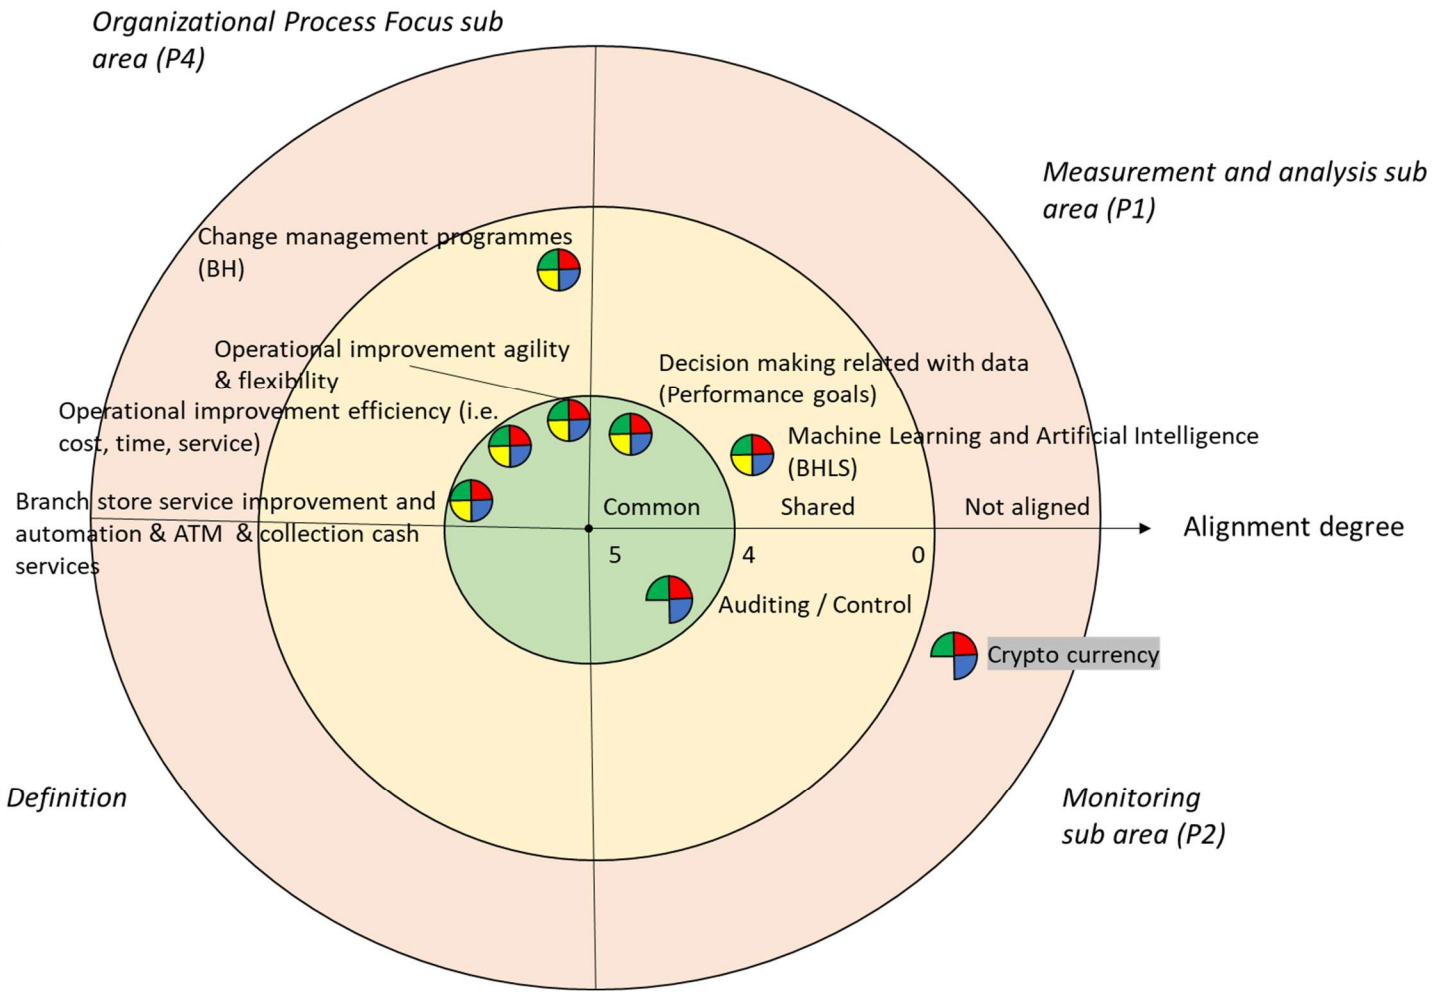 Organizational Process Focus sub
area (P4)
Measurement and analysis sub
area (P1)
Change management programmes
(BH)
Operational improvement agility
& flexibility
Decision making related with data
(Performance goals)
Operational improvement efficiency (i.e.
cost, time, service)
Machine Learning and Artificial Intelligence
(BHLS)
Branch store service improvement and
automation & ATM & collection cash
services
Common
Shared
Not aligned
Alignment degree
5
4
0
Auditing / Control
Crypto currency
Definition
Monitoring
sub area (P2)